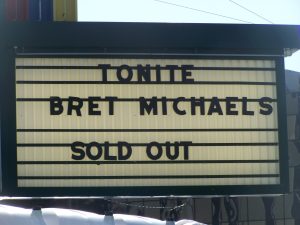 TONITE
BRET MICHAELS
SOLD OUT